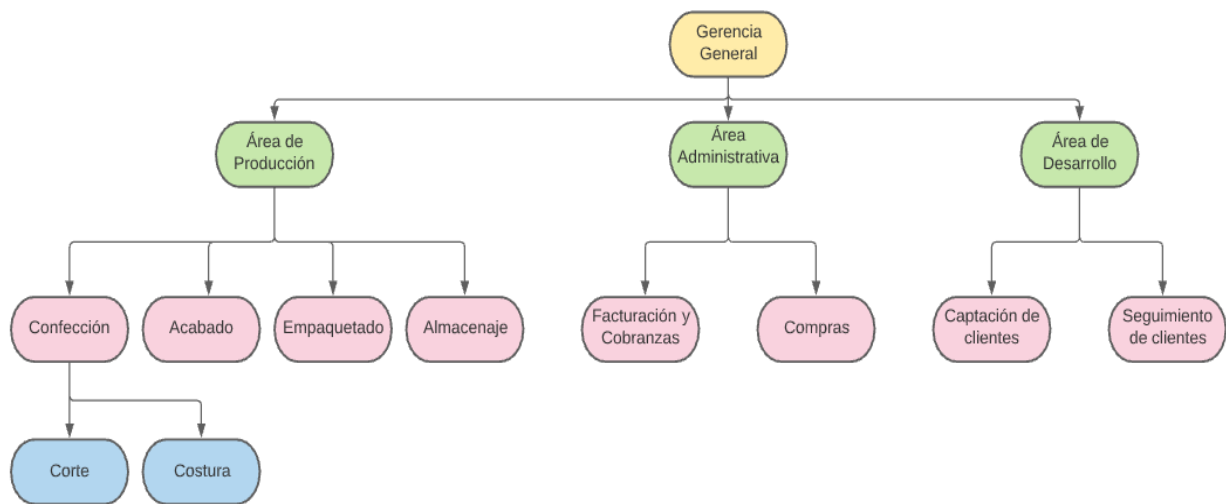 Gerencia
General
Área de
Producción
Área
Administrativa
Área de
Desarrollo
Confección
Acabado
Empaquetado
Almacenaje
Facturación y
Cobranzas
Compras
Captación de
clientes
Seguimiento
de clientes
Corte
Costura